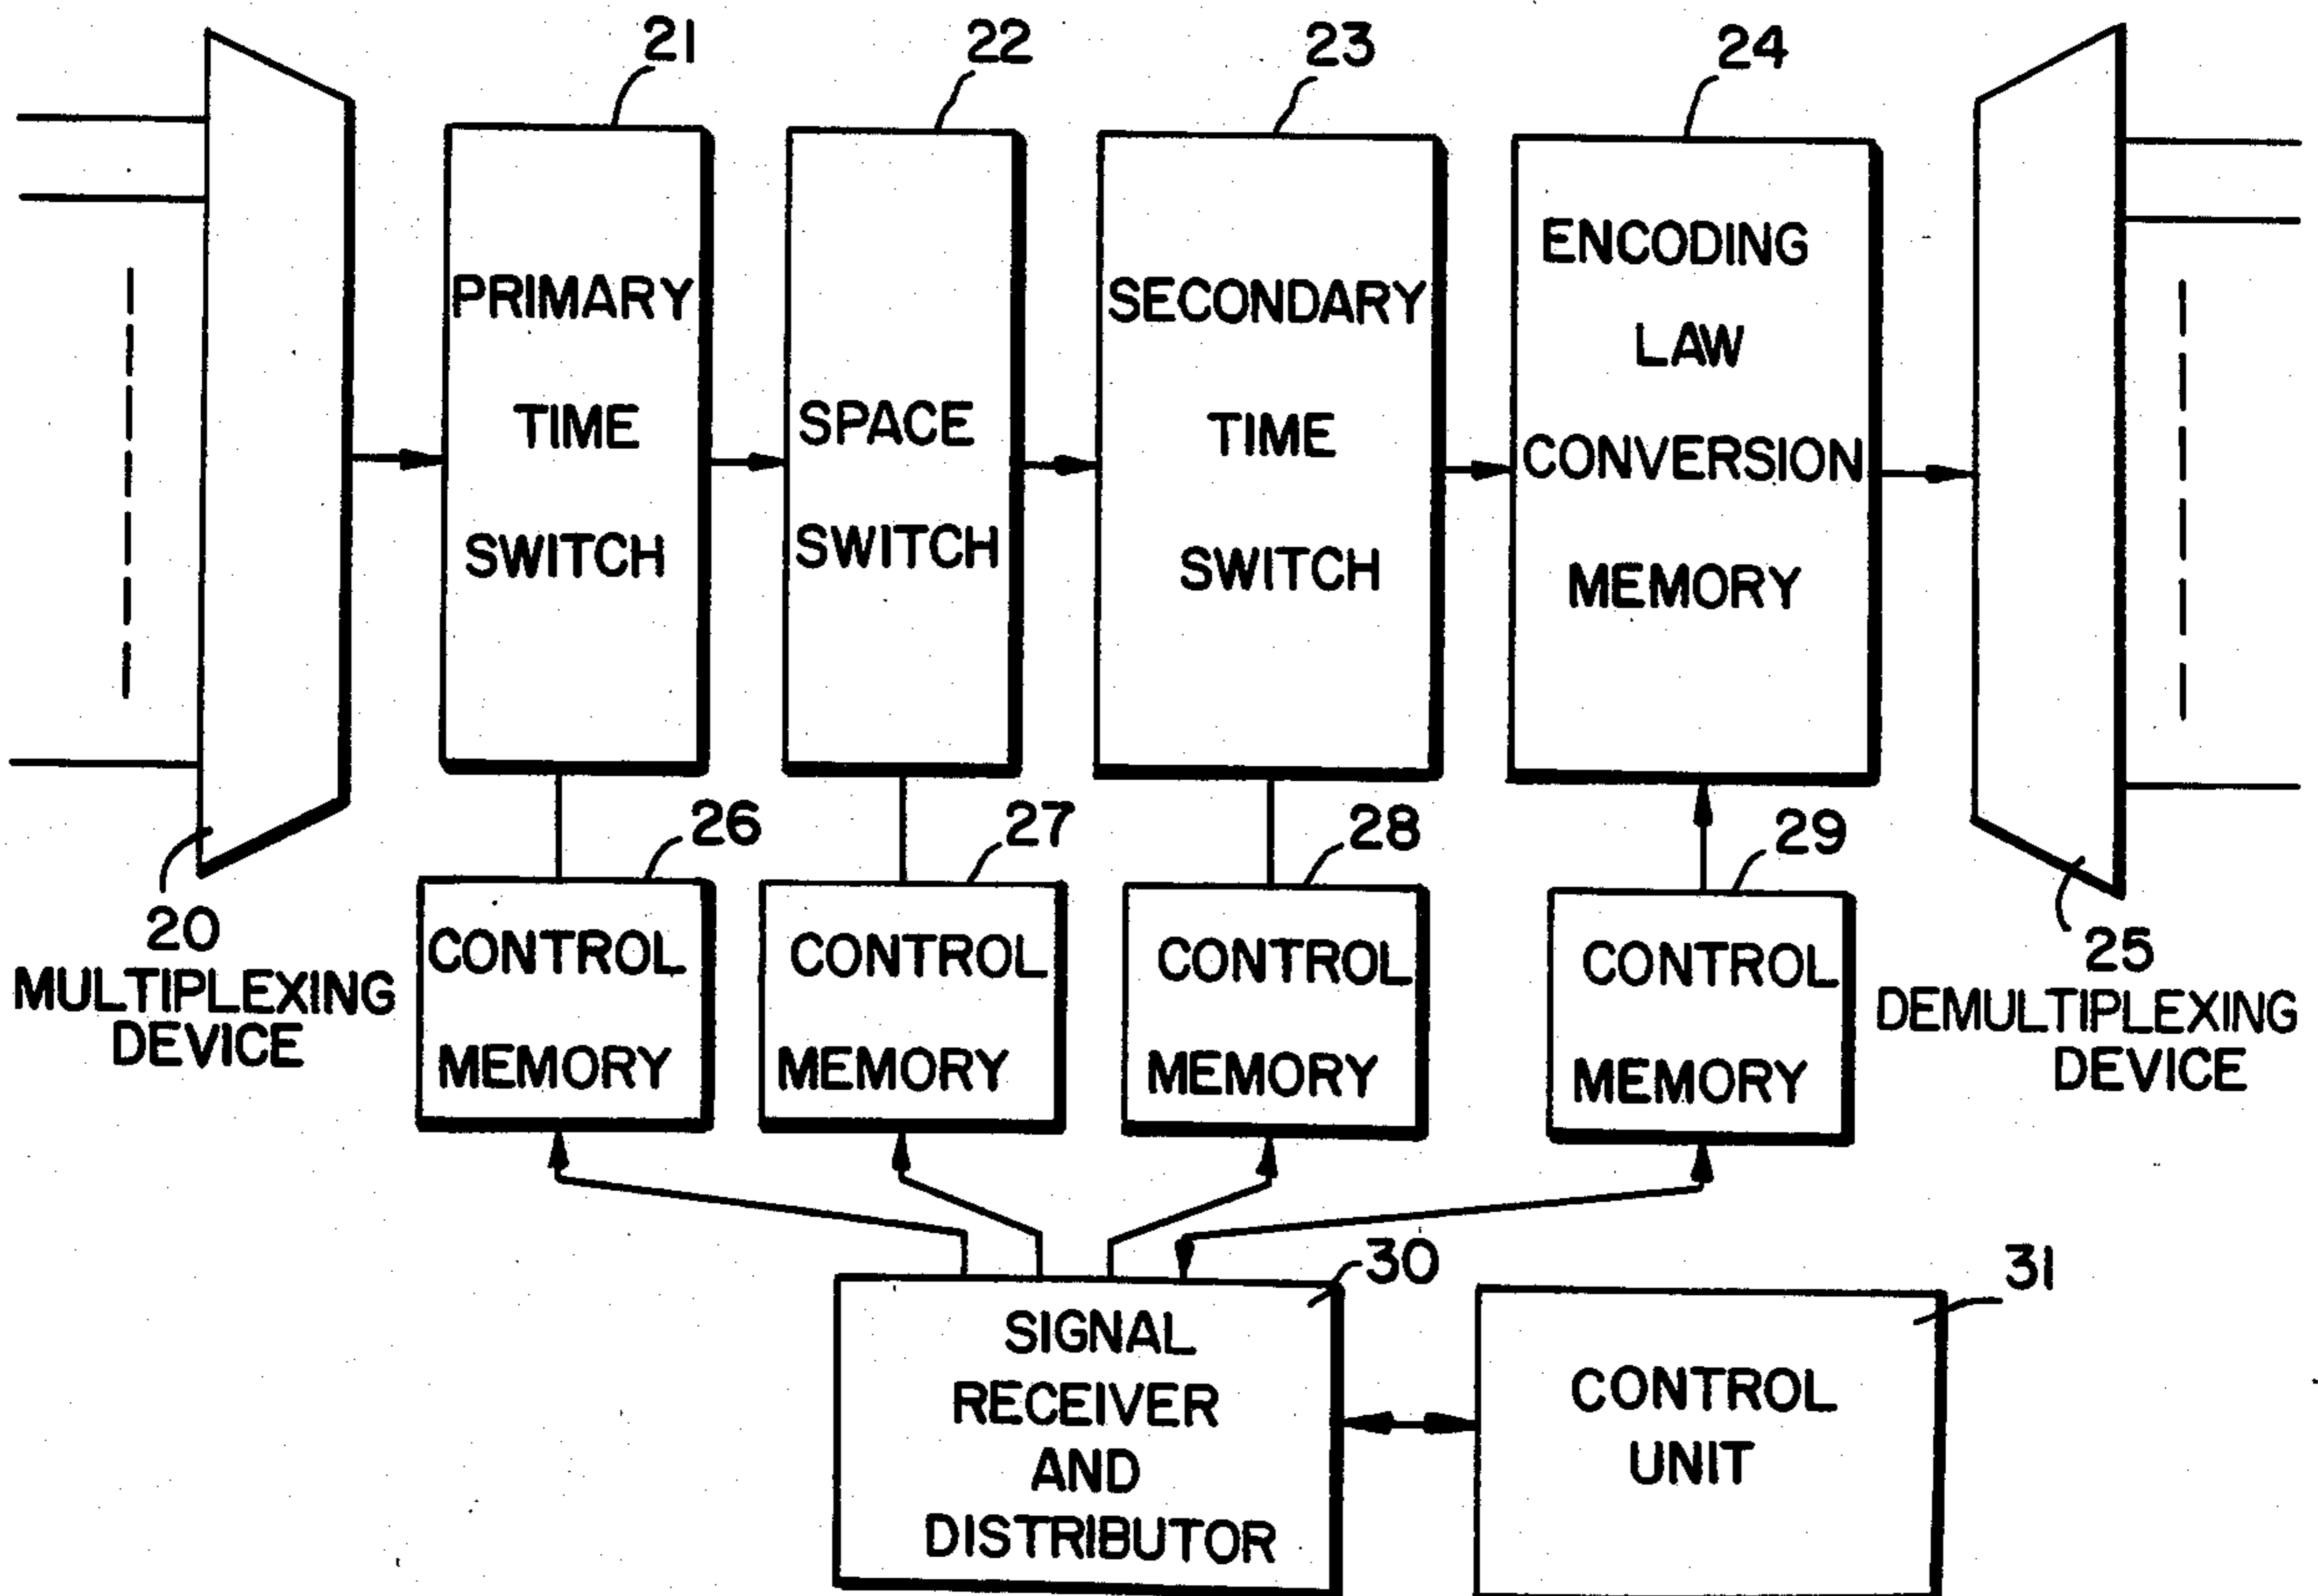 21
22
23
24
PRIMARY
TIME
SWITCH
SPACE
SWITCH
SECONDARY
TIME
SWITCH
ENCODING
LAW
CONVERSION
MEMORY
20
MULTIPLEXING
DEVICE
26
CONTROL
MEMORY
27
CONTROL
MEMORY
28
CONTROL
MEMORY
29
CONTROL
MEMORY
25
DEMULTIPLEXING
DEVICE
30
SIGNAL
RECEIVER
AND
DISTRIBUTOR
31
CONTROL
UNIT